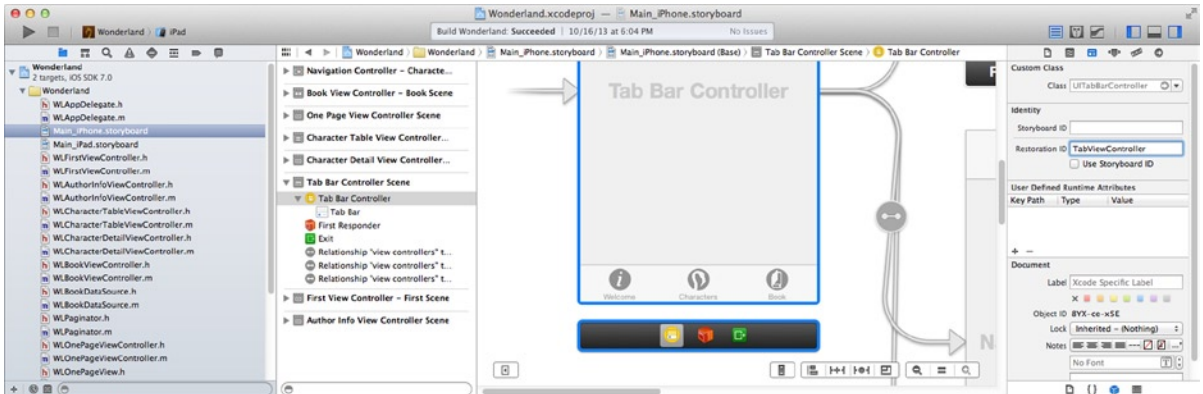 Wonderland.xcodeproj — Main_iPhone.storyboard
Wonderland
iPad
Build Wonderland: Succeeded | 10/16/13 at 6:04 PM
No Issues
Wonderland
2 targets, iOS SDK 7.0
Wonderland
WLAppDelegate.h
WLAppDelegate.m
Main_iPhone.storyboard
Main_iPad.storyboard
WLFirstViewController.h
WLFirstViewController.m
WLAuthorInfoViewController.h
WLAuthorInfoViewController.m
WLCharacterTableViewController.h
WLCharacterTableViewController.m
WLCharacterDetailViewController.h
WLCharacterDetailViewController.m
WLBookViewController.h
WLBookViewController.m
WLBookDataSource.h
WLBookDataSource.m
WLPaginator.h
WLPaginator.m
WLOnePageViewController.h
WLOnePageViewController.m
WLOnePageView.h
Wonderland
Wonderland
Main_iPhone.storyboard
Main_iPhone.storyboard (Base)
Tab Bar Controller Scene
Tab Bar Controller
Navigation Controller – Characte...
Book View Controller – Book Scene
One Page View Controller Scene
Character Table View Controller...
Character Detail View Controller...
Tab Bar Controller Scene
Tab Bar Controller
Tab Bar
First Responder
Exit
Relationship "view controllers" t...
Relationship "view controllers" t...
Relationship "view controllers" t...
First View Controller – First Scene
Author Info View Controller Scene
Tab Bar Controller
Welcome
Characters
Book
Custom Class
Class UITabBarController
Identity
Storyboard ID
Restoration ID TabViewController
Use Storyboard ID
User Defined Runtime Attributes
Key Path Type Value
Document
Label Xcode Specific Label
Object ID 8YX-ce-xSE
Lock Inherited – (Nothing)
Notes
No Font